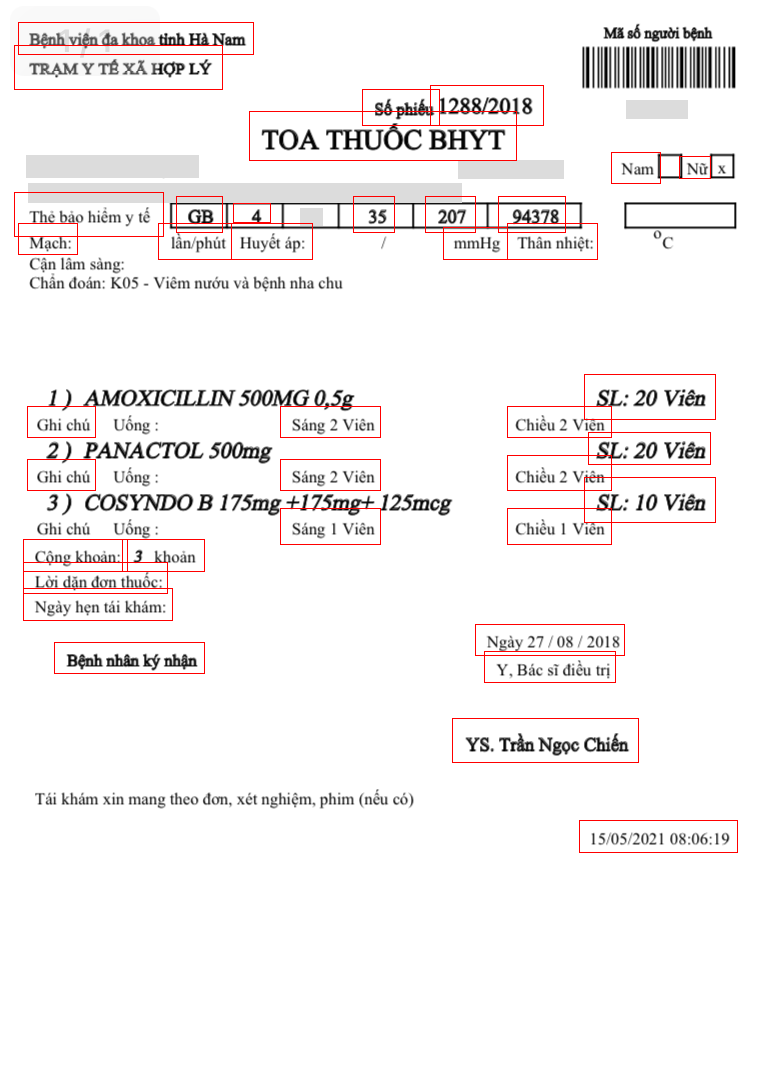 Bệnh viện đa khoa tỉnh Hà Nam
Mã số người bệnh
TRẠM Y TẾ XÃ HỢP LÝ
Số phiếu 1288/2018
TOA THUỐC BHYT
Nam Nữ x
Thẻ bảo hiểm y tế GB 4 35 207 94378
Mạch: lần/phút Huyết áp: / mmHg Thân nhiệt: °C
Cận lâm sàng:
Chẩn đoán: K05 - Viêm nướu và bệnh nha chu
1 ) AMOXICILLIN 500MG 0,5g SL: 20 Viên
Ghi chú Uống : Sáng 2 Viên Chiều 2 Viên
2 ) PANACTOL 500mg SL: 20 Viên
Ghi chú Uống : Sáng 2 Viên Chiều 2 Viên
3 ) COSYNDO B 175mg +175mg+ 125mcg SL: 10 Viên
Ghi chú Uống : Sáng 1 Viên Chiều 1 Viên
Cộng khoản: 3 khoản
Lời dặn đơn thuốc:
Ngày hẹn tái khám:
Ngày 27 / 08 / 2018
Bệnh nhân ký nhận
Y, Bác sĩ điều trị
YS. Trần Ngọc Chiến
Tái khám xin mang theo đơn, xét nghiệm, phim (nếu có)
15/05/2021 08:06:19